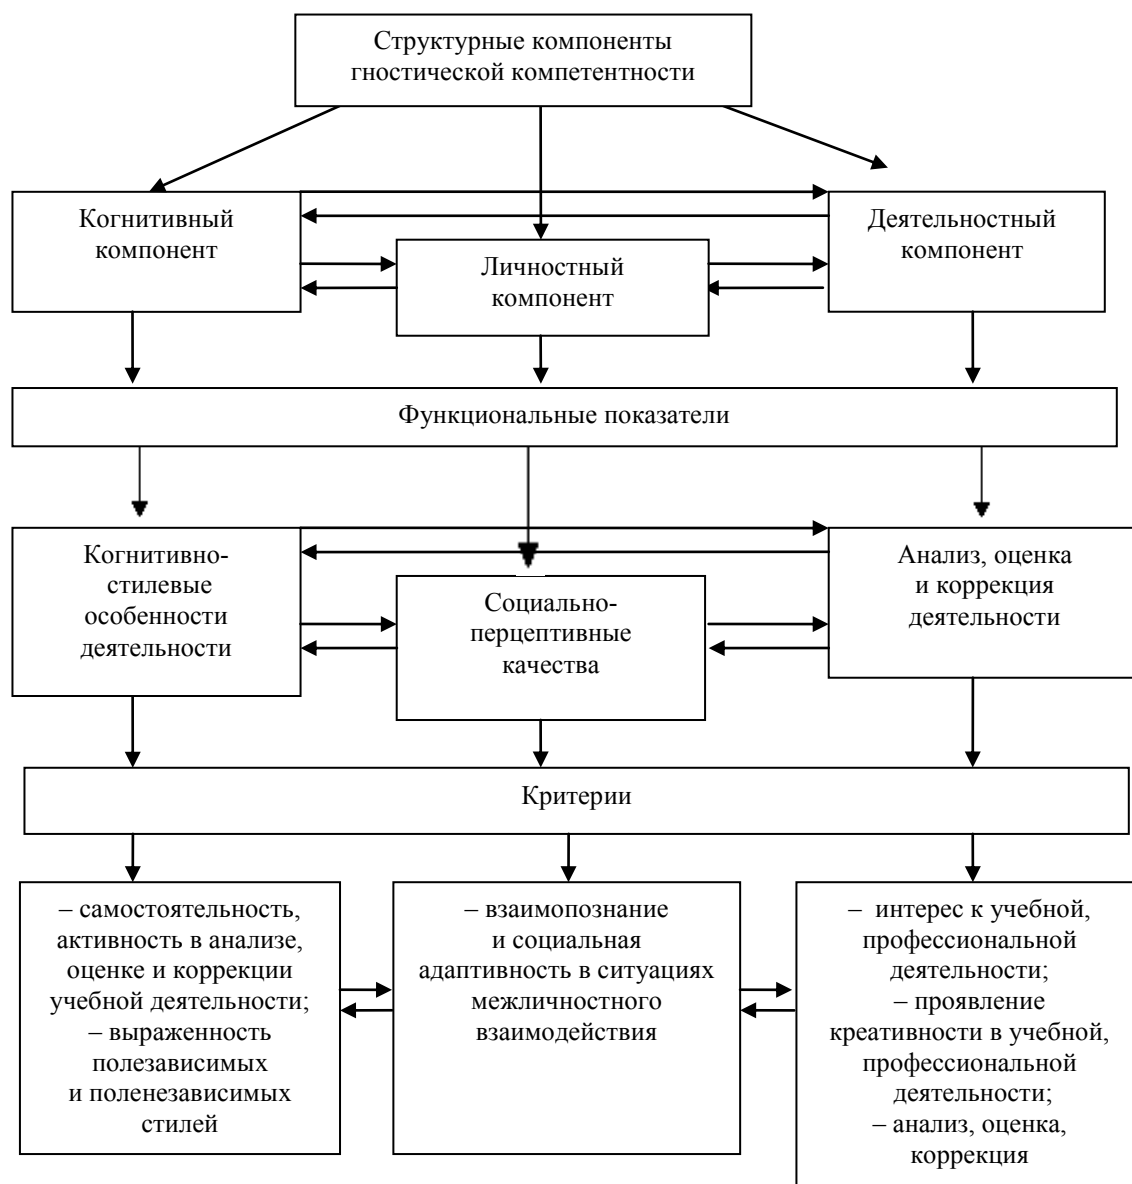 Структурные компоненты
гностической компетентности
Когнитивный
компонент
Личностный
компонент
Деятельностный
компонент
Функциональные показатели
Когнитивно-
стилевые
особенности
деятельности
Социально-
перцептивные
качества
Анализ, оценка
и коррекция
деятельности
Критерии
– самостоятельность,
активность в анализе,
оценке и коррекции
учебной деятельности;
– выраженность
полезависимых
и поленезависимых
стилей
– взаимопознание
и социальная
адаптивность в ситуациях
межличностного
взаимодействия
– интерес к учебной,
профессиональной
деятельности;
– проявление
креативности в учебной,
профессиональной
деятельности;
– анализ, оценка,
коррекция